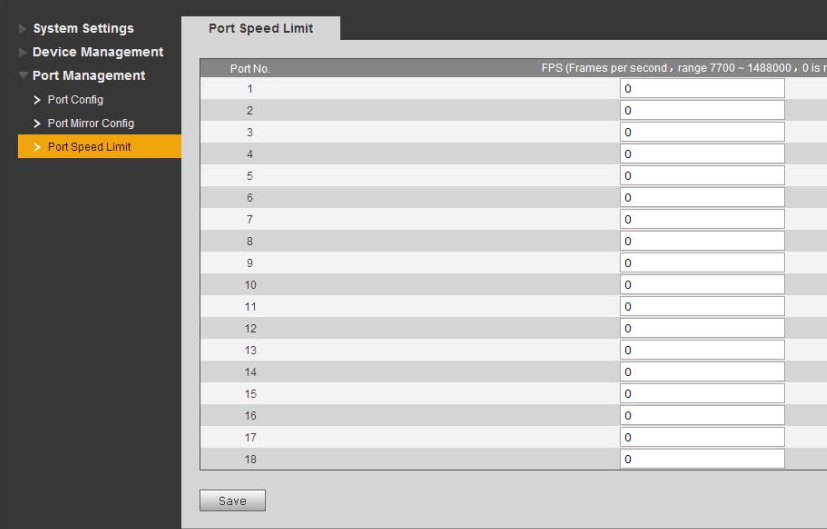 System Settings
Device Management
Port Management
Port Config
Port Mirror Config
Port Speed Limit
Port Speed Limit
Port No. FPS (Frames per second，range 7700 ~ 1488000，0 is
1 0
2 0
3 0
4 0
5 0
6 0
7 0
8 0
9 0
10 0
11 0
12 0
13 0
14 0
15 0
16 0
17 0
18 0
Save